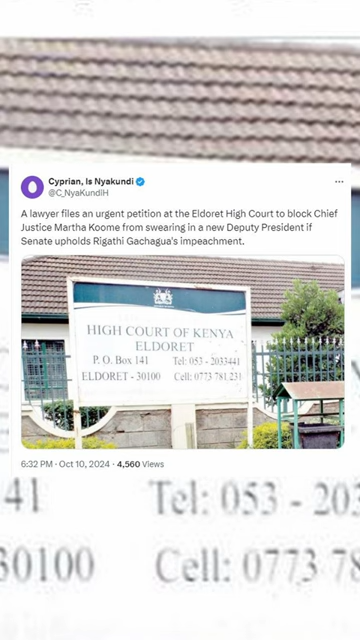 Cyprian, Is Nyakundi
@C_NyaKundiH
A lawyer files an urgent petition at the Eldoret High Court to block Chief
Justice Martha Koome from swearing in a new Deputy President if
Senate upholds Rigathi Gachagua's impeachment.
HIGH COURT OF KENYA
ELDORET
P. O. Box 141 Tel: 053 - 2033441
ELDORET - 30100 Cell: 0773 781 231
6:32 PM · Oct 10, 2024 · 4,560 Views
41 Tel: 053 - 203
30100 Cell: 0773 78